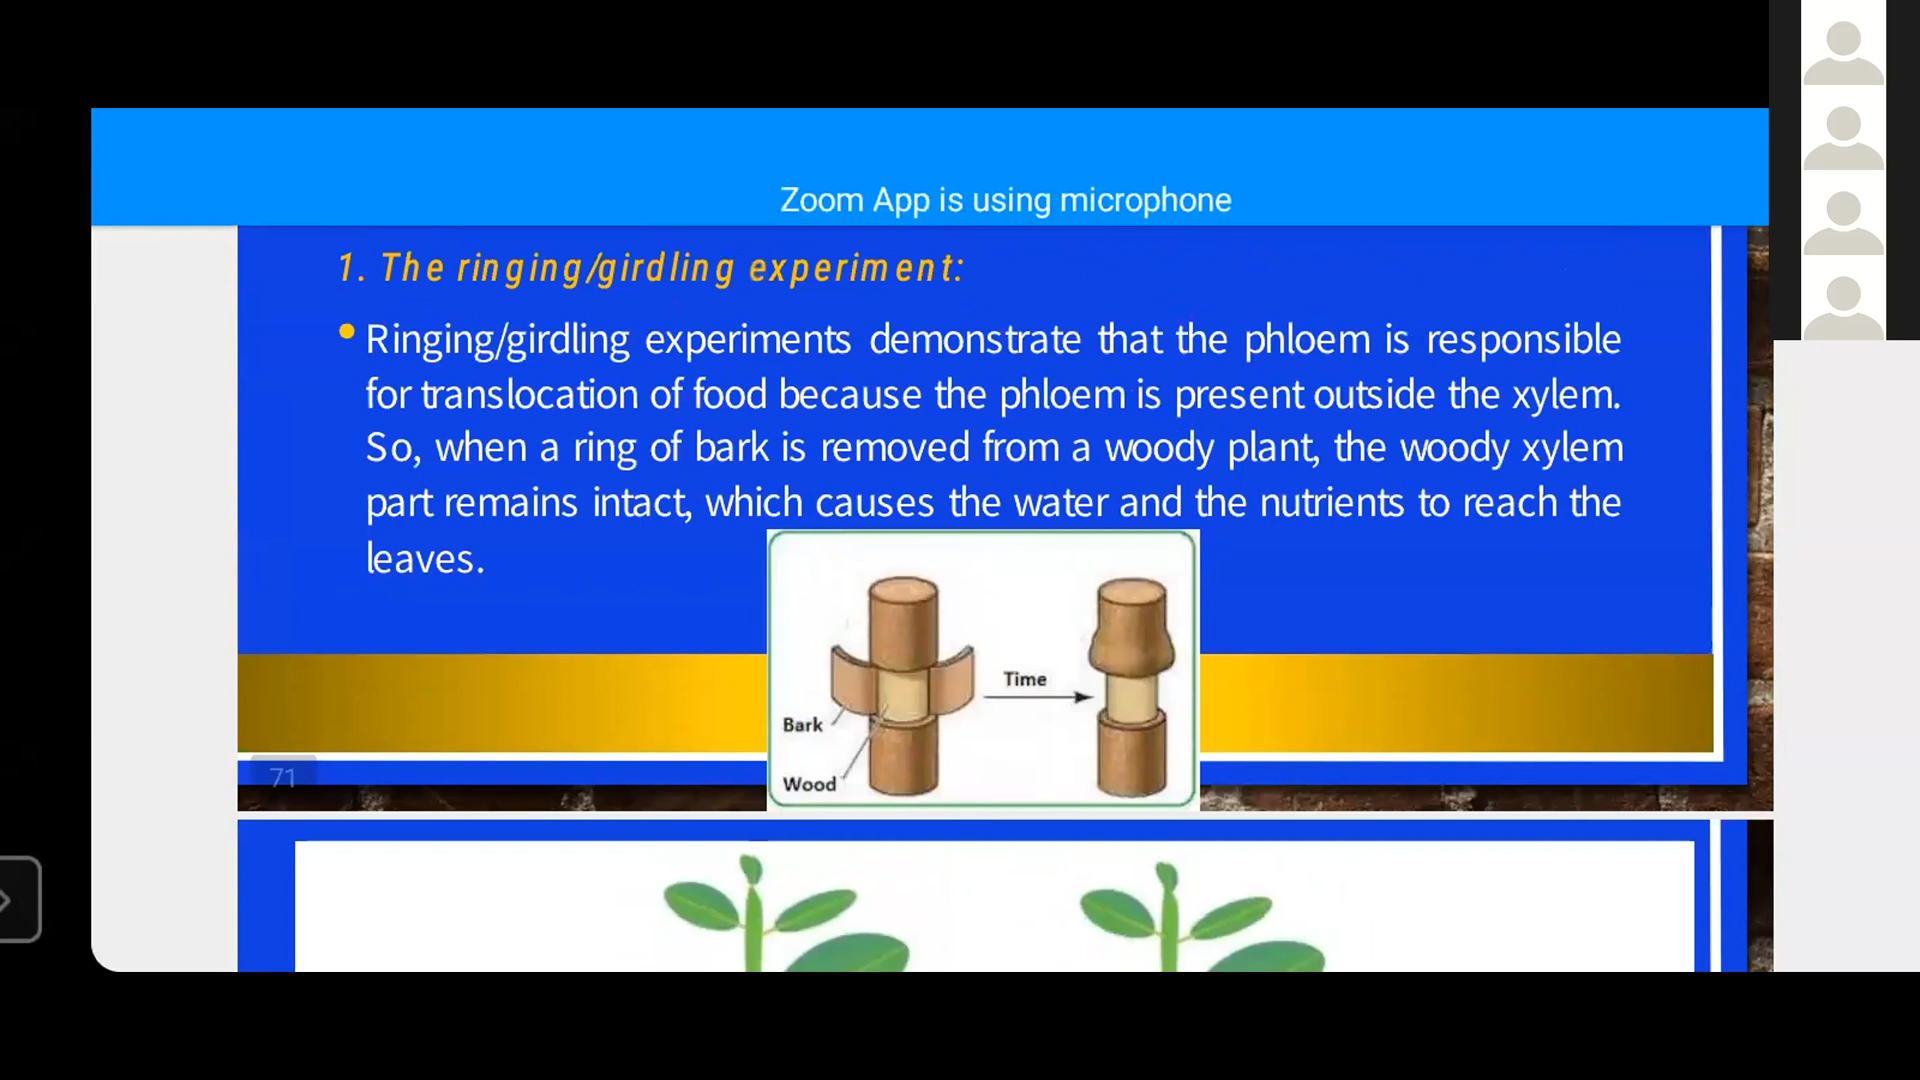 Zoom App is using microphone
1. The ringing/girdling experiment:
• Ringing/girdling experiments demonstrate that the phloem is responsible
for translocation of food because the phloem is present outside the xylem.
So, when a ring of bark is removed from a woody plant, the woody xylem
part remains intact, which causes the water and the nutrients to reach the
leaves.
Time
Bark
Wood
71